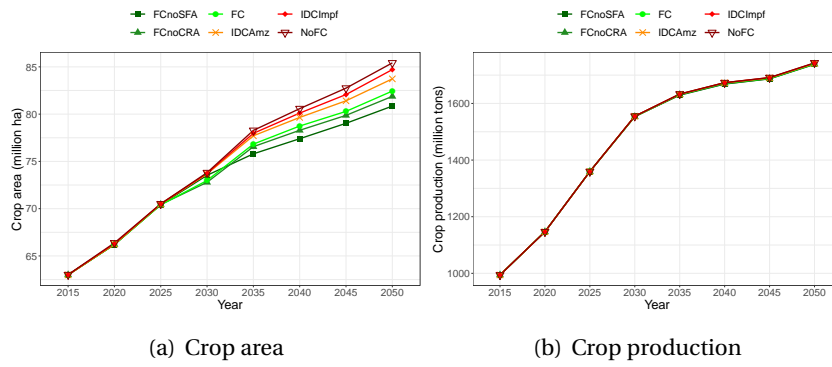 FCnoSFA FC IDCImpf
FCnoCRA IDCAmz NoFC
Crop area (million ha)
85
80
75
70
65
2015 2020 2025 2030 2035 2040 2045 2050
Year
(a) Crop area
FCnoSFA FC IDCImpf
FCnoCRA IDCAmz NoFC
Crop production (million tons)
1600
1400
1200
1000
2015 2020 2025 2030 2035 2040 2045 2050
Year
(b) Crop production